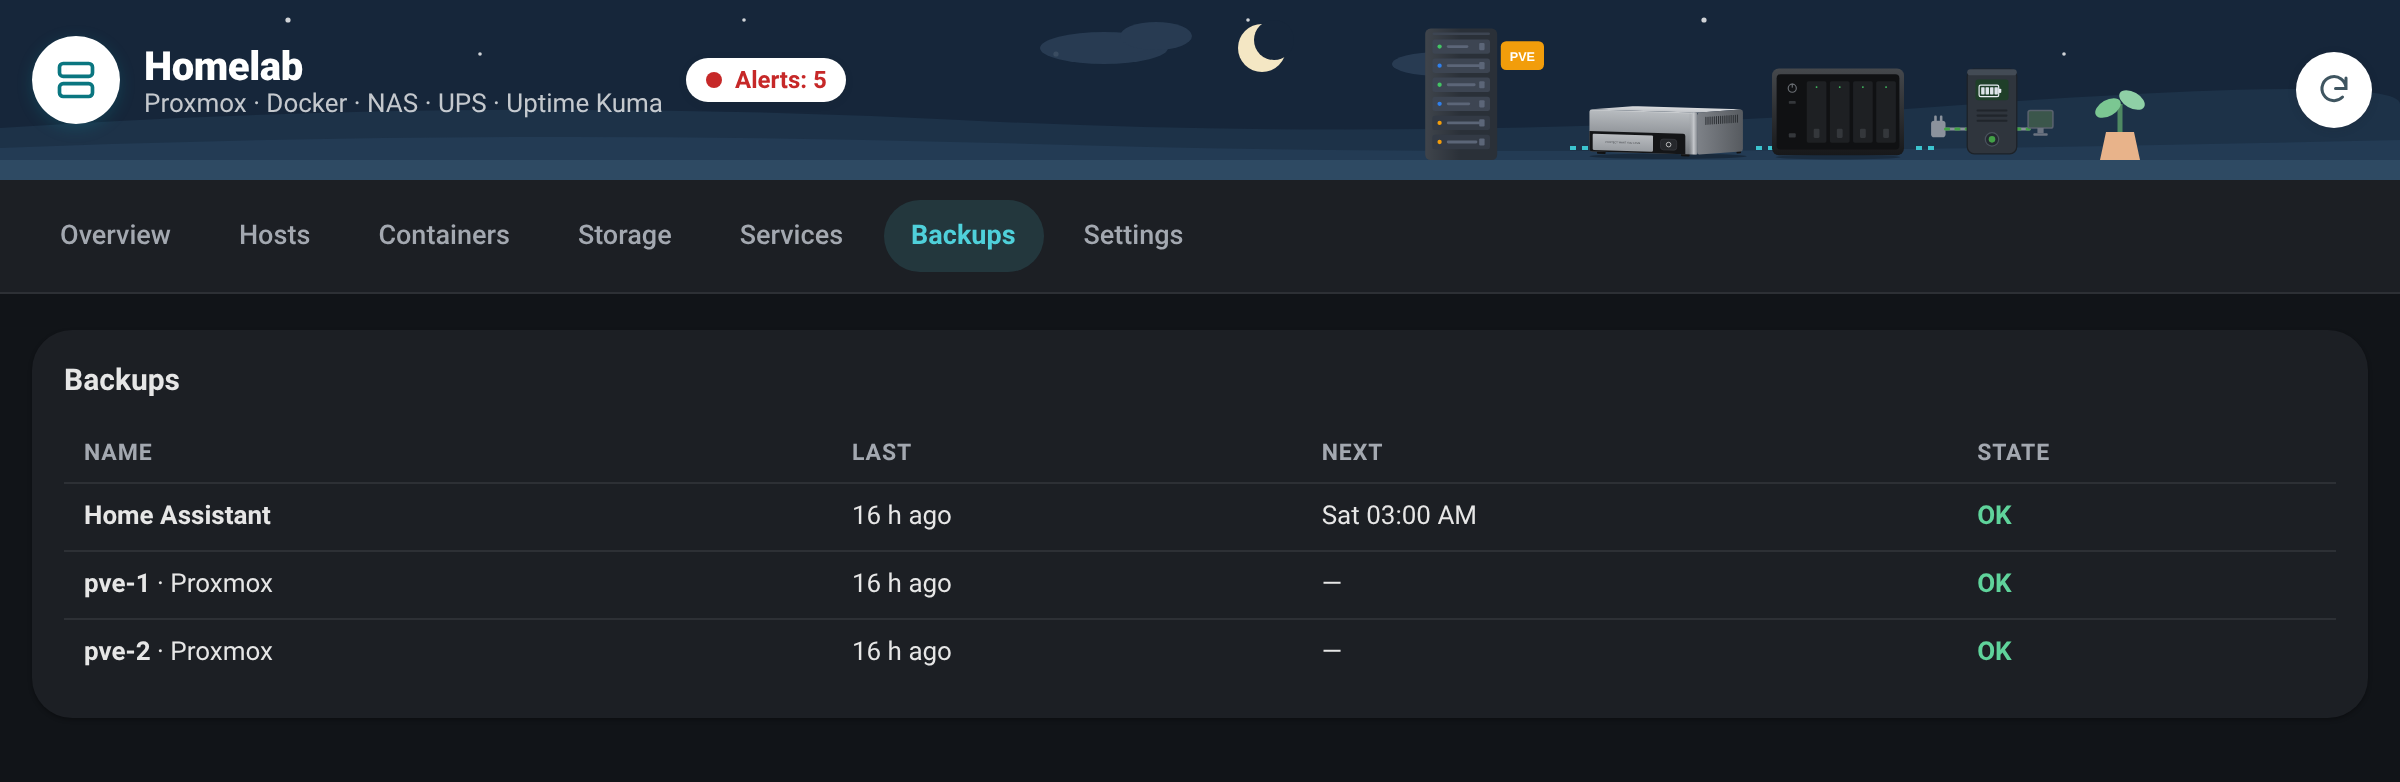 Homelab
Proxmox · Docker · NAS · UPS · Uptime Kuma
Alerts: 5
PVE
Overview Hosts Containers Storage Services Backups Settings
Backups
NAME LAST NEXT STATE
Home Assistant 16 h ago Sat 03:00 AM OK
pve-1 · Proxmox 16 h ago — OK
pve-2 · Proxmox 16 h ago — OK